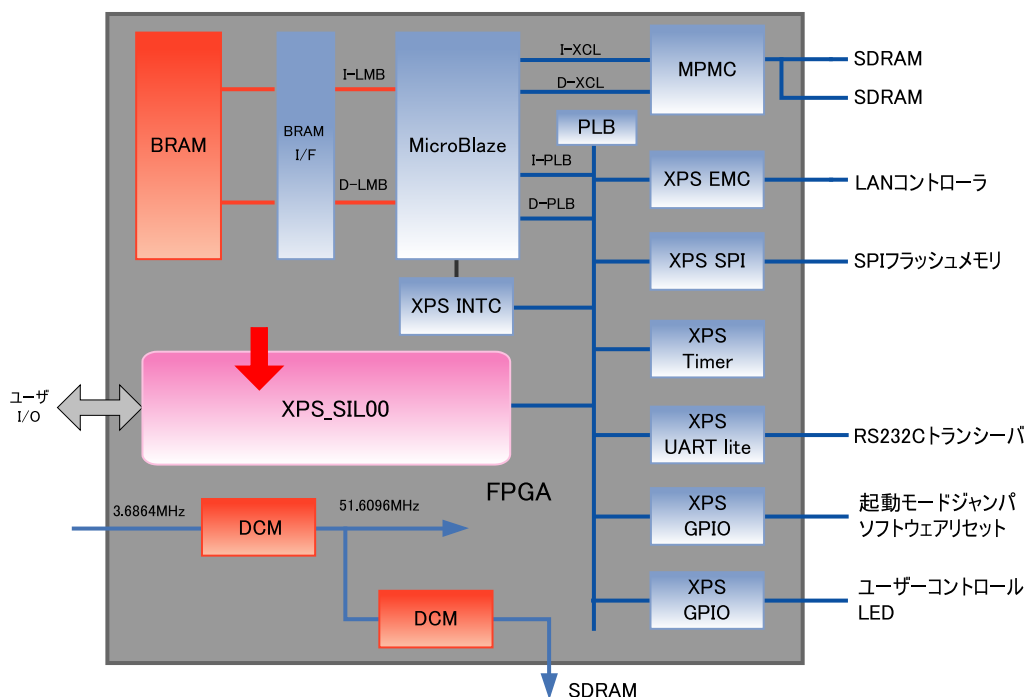 BRAM
I-LMB
D-LMB
BRAM
I/F
MicroBlaze
I-XCL
D-XCL
MPMC
SDRAM
SDRAM
PLB
I-PLB
D-PLB
XPS EMC
LANコントローラ
XPS SPI
SPIフラッシュメモリ
XPS INTC
XPS
Timer
ユーザ
I/O
XPS_SIL00
XPS
UART lite
RS232Cトランシーバ
FPGA
3.6864MHz
DCM
51.6096MHz
XPS
GPIO
起動モードジャンパ
ソフトウェアリセット
DCM
XPS
GPIO
ユーザーコントロール
LED
SDRAM